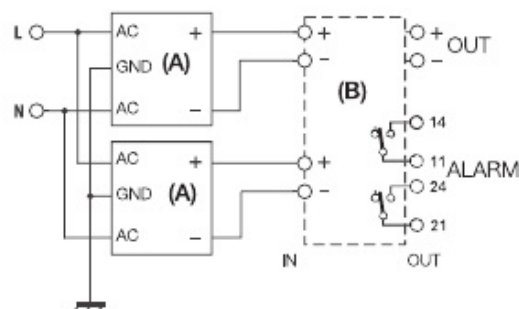 L AC + + + OUT
GND (A) - -
N AC - (B)
14
AC + + 11 ALARM
GND (A) - 24
AC - 21
IN OUT